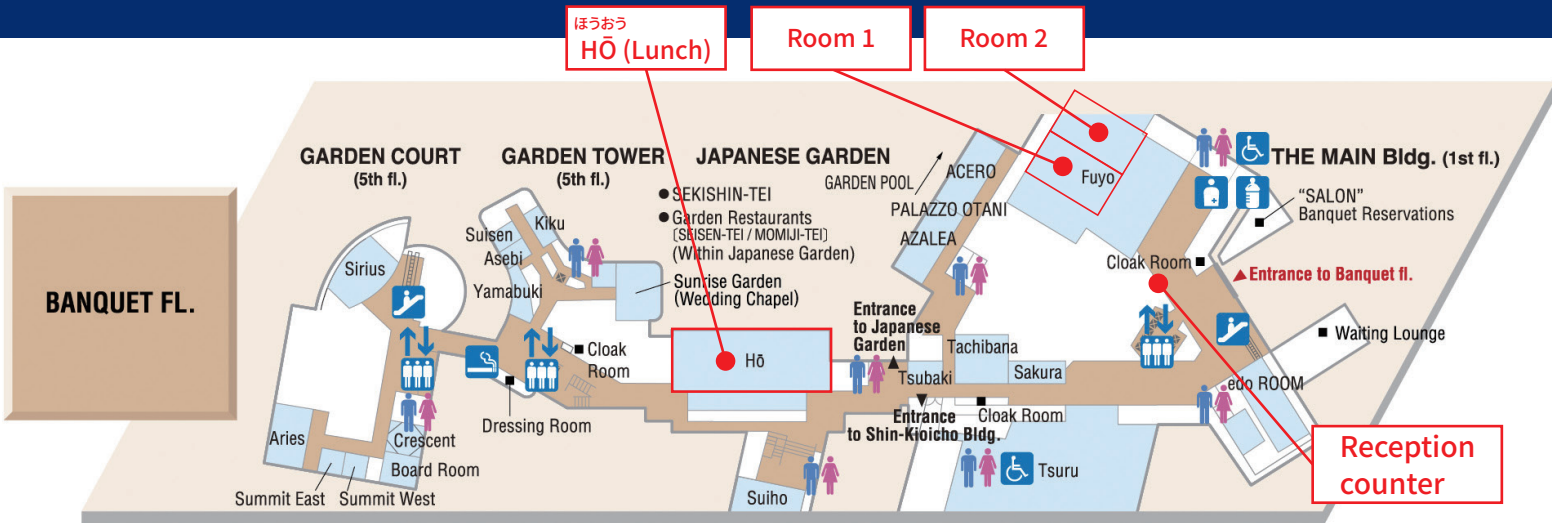 ほうおう
HŌ (Lunch)
Room 1
Room 2
BANQUET FL.
GARDEN COURT
(5th fl.)
GARDEN TOWER
(5th fl.)
JAPANESE GARDEN
● SEKISHIN-TEI
● Garden Restaurants
〔SEISEN-TEI / MOMIJI-TEI〕
(Within Japanese Garden)
Sunrise Garden
(Wedding Chapel)
GARDEN POOL
ACERO
PALAZZO OTANI
AZALEA
Fuyo
THE MAIN Bldg. (1st fl.)
"SALON"
Banquet Reservations
Cloak Room
▲Entrance to Banquet fl.
Waiting Lounge
Sirius
Suisen
Kiku
Asebi
Yamabuki
Cloak
Room
Dressing Room
Hō
Entrance
to Japanese
Garden
Tachibana
Tsubaki
Sakura
edo ROOM
Entrance
to Shin-Kioicho Bldg.
Cloak Room
Aries
Crescent
Board Room
Summit East
Summit West
Suiho
Tsuru
Reception
counter